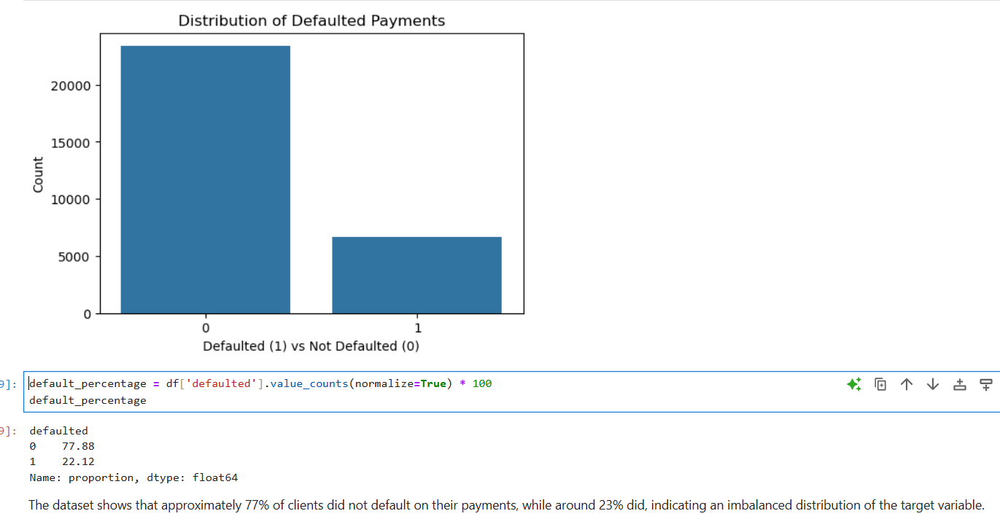 Distribution of Defaulted Payments
20000
15000
10000
5000
0
Count
0 1
Defaulted (1) vs Not Defaulted (0)
9]: default_percentage = df['defaulted'].value_counts(normalize=True) * 100
default_percentage
9]: defaulted
0    77.88
1    22.12
Name: proportion, dtype: float64
The dataset shows that approximately 77% of clients did not default on their payments, while around 23% did, indicating an imbalanced distribution of the target variable.